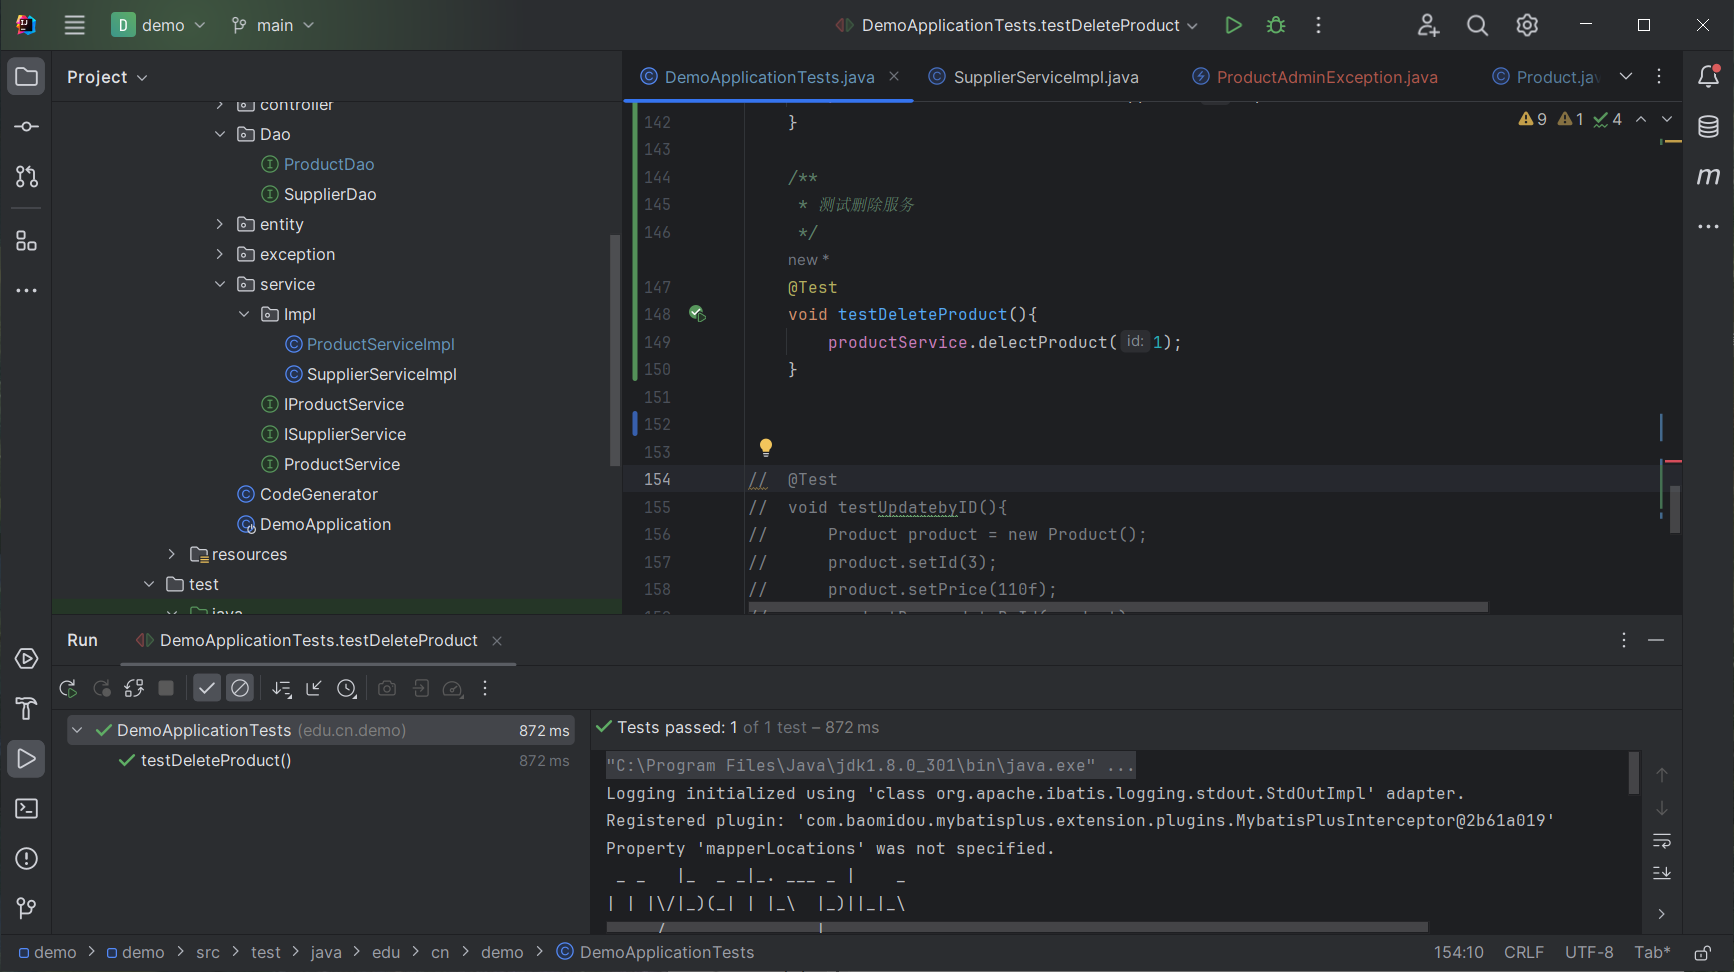 D demo main DemoApplicationTests.testDeleteProduct
Project
controller
Dao
ProductDao
SupplierDao
entity
exception
service
Impl
ProductServiceImpl
SupplierServiceImpl
IProductService
ISupplierService
ProductService
CodeGenerator
DemoApplication
resources
test
java
DemoApplicationTests.java SupplierServiceImpl.java ProductAdminException.java Product.jav
9 1 4
142 }
143
144 /**
145 * 测试删除服务
146 */
new *
147 @Test
148 void testDeleteProduct(){
149 productService.delectProduct( id: 1);
150 }
151
152
153
154 // @Test
155 // void testUpdatebyID(){
156 // Product product = new Product();
157 // product.setId(3);
158 // product.setPrice(110f);
Run DemoApplicationTests.testDeleteProduct
DemoApplicationTests (edu.cn.demo) 872 ms
testDeleteProduct() 872 ms
Tests passed: 1 of 1 test – 872 ms
"C:\Program Files\Java\jdk1.8.0_301\bin\java.exe" ...
Logging initialized using 'class org.apache.ibatis.logging.stdout.StdOutImpl' adapter.
Registered plugin: 'com.baomidou.mybatisplus.extension.plugins.MybatisPlusInterceptor@2b61a019'
Property 'mapperLocations' was not specified.
 _ _   |_  _ _|_. ___ _ |    _
| | |\/|_)(_| | |_\  |_)||_|_\
     /               |
demo > demo > src > test > java > edu > cn > demo > DemoApplicationTests
154:10 CRLF UTF-8 Tab*